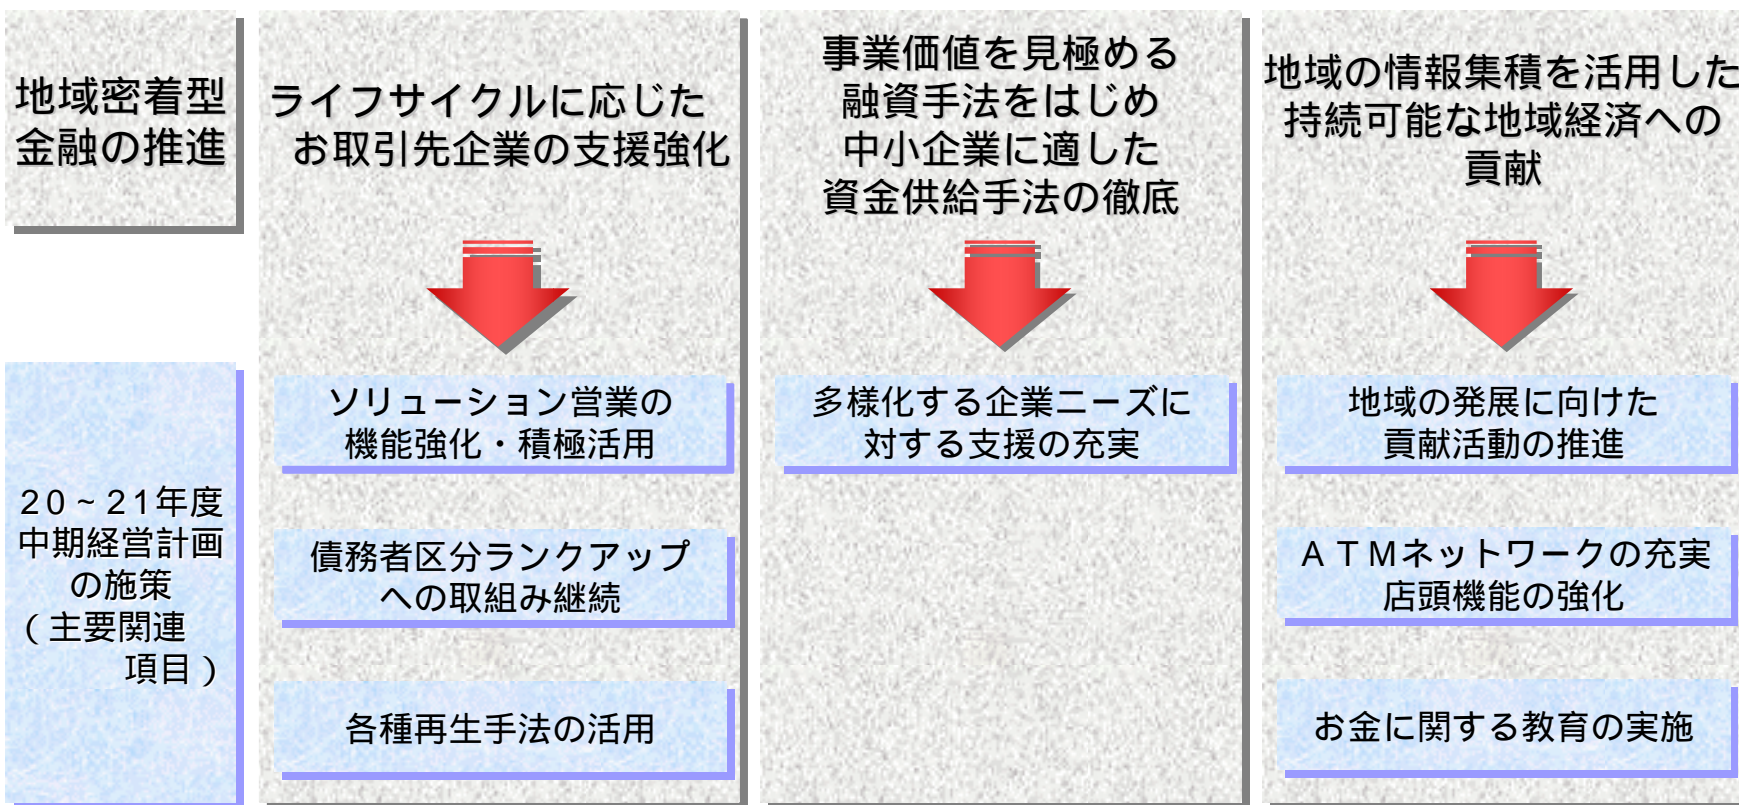 地域密着型
金融の推進
ライフサイクルに応じた
お取引先企業の支援強化
事業価値を見極める
融資手法をはじめ
中小企業に適した
資金供給手法の徹底
地域の情報集積を活用した
持続可能な地域経済への
貢献
20～21年度
中期経営計画
の施策
（主要関連
項目）
ソリューション営業の
機能強化・積極活用
債務者区分ランクアップ
への取組み継続
各種再生手法の活用
多様化する企業ニーズに
対する支援の充実
地域の発展に向けた
貢献活動の推進
ＡＴＭネットワークの充実
店頭機能の強化
お金に関する教育の実施